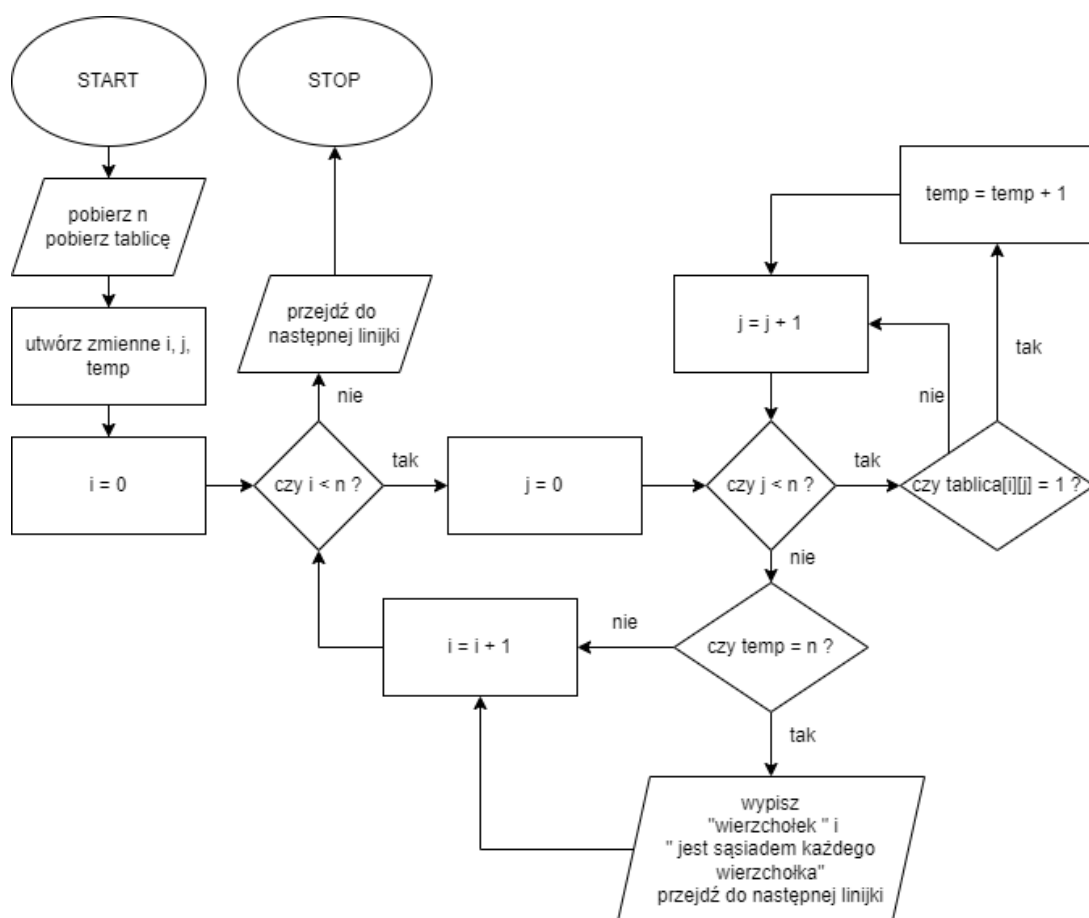 START
STOP
pobierz n
pobierz tablicę
utwórz zmienne i, j,
temp
i = 0
przejdź do
następnej linijki
nie
czy i < n ?
tak
j = 0
temp = temp + 1
j = j + 1
tak
nie
czy j < n ?
tak
czy tablica[i][j] = 1 ?
nie
czy temp = n ?
nie
i = i + 1
tak
wypisz
"wierzchołek " i
" jest sąsiadem każdego
wierzchołka"
przejdź do następnej linijki